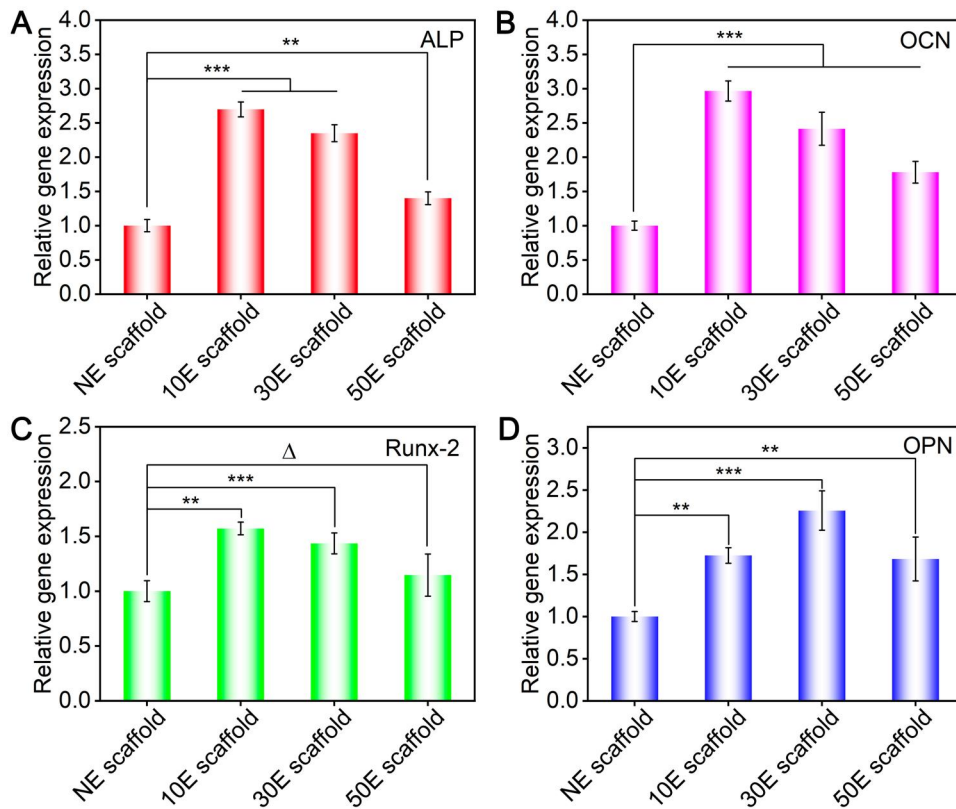 A
ALP
Relative gene expression
4.0
3.5
3.0
2.5
2.0
1.5
1.0
0.5
0.0
**
***
NE scaffold
10E scaffold
30E scaffold
50E scaffold
B
OCN
Relative gene expression
4.0
3.5
3.0
2.5
2.0
1.5
1.0
0.5
0.0
***
NE scaffold
10E scaffold
30E scaffold
50E scaffold
C
Runx-2
Relative gene expression
2.5
2.0
1.5
1.0
0.5
0.0
Δ
***
**
NE scaffold
10E scaffold
30E scaffold
50E scaffold
D
OPN
Relative gene expression
3.0
2.5
2.0
1.5
1.0
0.5
0.0
**
***
**
NE scaffold
10E scaffold
30E scaffold
50E scaffold